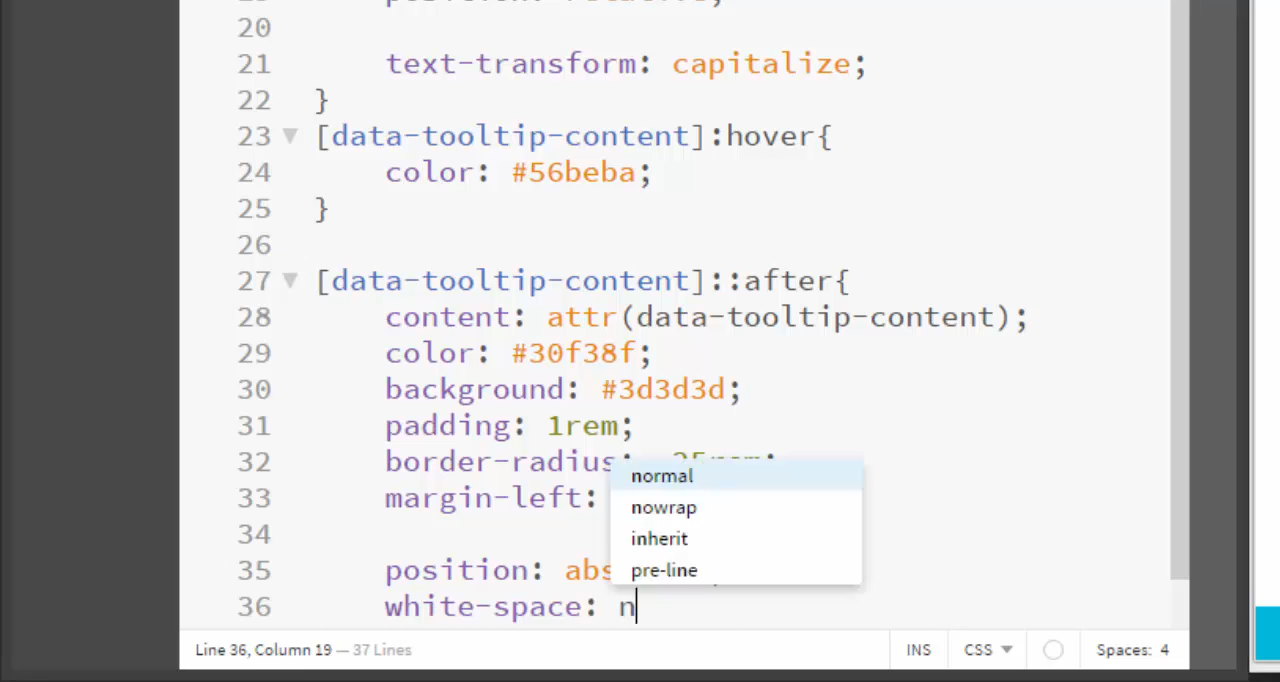 20
21 text-transform: capitalize;
22 }
23 [data-tooltip-content]:hover{
24 color: #56beba;
25 }
26
27 [data-tooltip-content]::after{
28 content: attr(data-tooltip-content);
29 color: #30f38f;
30 background: #3d3d3d;
31 padding: 1rem;
32 border-radius:
33 margin-left:
34
35 position: abs
36 white-space: n
normal
nowrap
inherit
pre-line
Line 36, Column 19 — 37 Lines INS CSS Spaces: 4